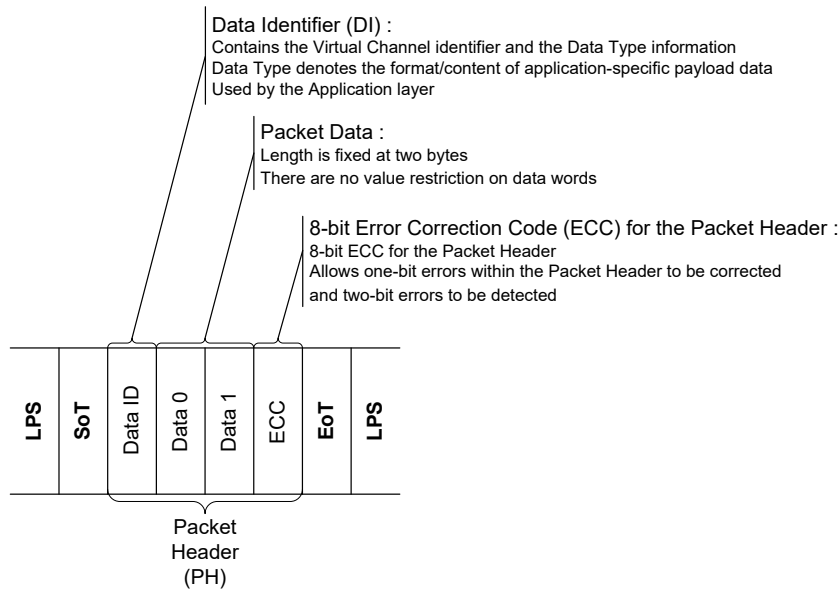 Data Identifier (DI) :
Contains the Virtual Channel identifier and the Data Type information
Data Type denotes the format/content of application-specific payload data
Used by the Application layer
Packet Data :
Length is fixed at two bytes
There are no value restriction on data words
8-bit Error Correction Code (ECC) for the Packet Header :
8-bit ECC for the Packet Header
Allows one-bit errors within the Packet Header to be corrected
and two-bit errors to be detected
LPS
SoT
Data ID
Data 0
Data 1
ECC
EoT
LPS
Packet
Header
(PH)